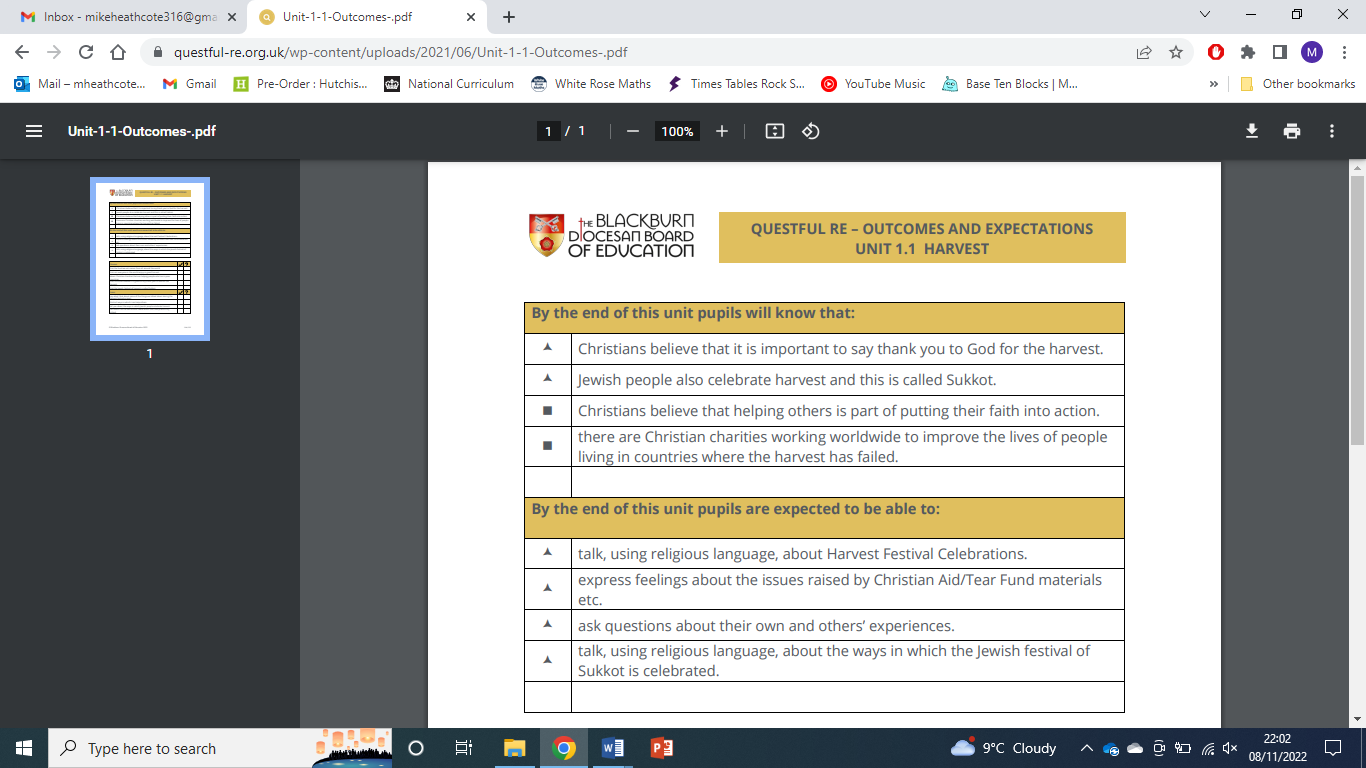 Inbox - mikeheathcote316@gma
Unit-1-1-Outcomes-.pdf
questful-re.org.uk/wp-content/uploads/2021/06/Unit-1-1-Outcomes-.pdf
M
Mail – mheathcote...
Gmail
Pre-Order : Hutchis...
National Curriculum
White Rose Maths
Times Tables Rock S...
YouTube Music
Base Ten Blocks | M...
»
Other bookmarks
Unit-1-1-Outcomes-.pdf
1 / 1
100%
1
THE BLACKBURN
DIOCESAN BOARD
OF EDUCATION
QUESTFUL RE – OUTCOMES AND EXPECTATIONS
UNIT 1.1 HARVEST
By the end of this unit pupils will know that:
Christians believe that it is important to say thank you to God for the harvest.
Jewish people also celebrate harvest and this is called Sukkot.
Christians believe that helping others is part of putting their faith into action.
there are Christian charities working worldwide to improve the lives of people
living in countries where the harvest has failed.
By the end of this unit pupils are expected to be able to:
talk, using religious language, about Harvest Festival Celebrations.
express feelings about the issues raised by Christian Aid/Tear Fund materials
etc.
ask questions about their own and others’ experiences.
talk, using religious language, about the ways in which the Jewish festival of
Sukkot is celebrated.
Type here to search
9°C Cloudy
22:02
08/11/2022